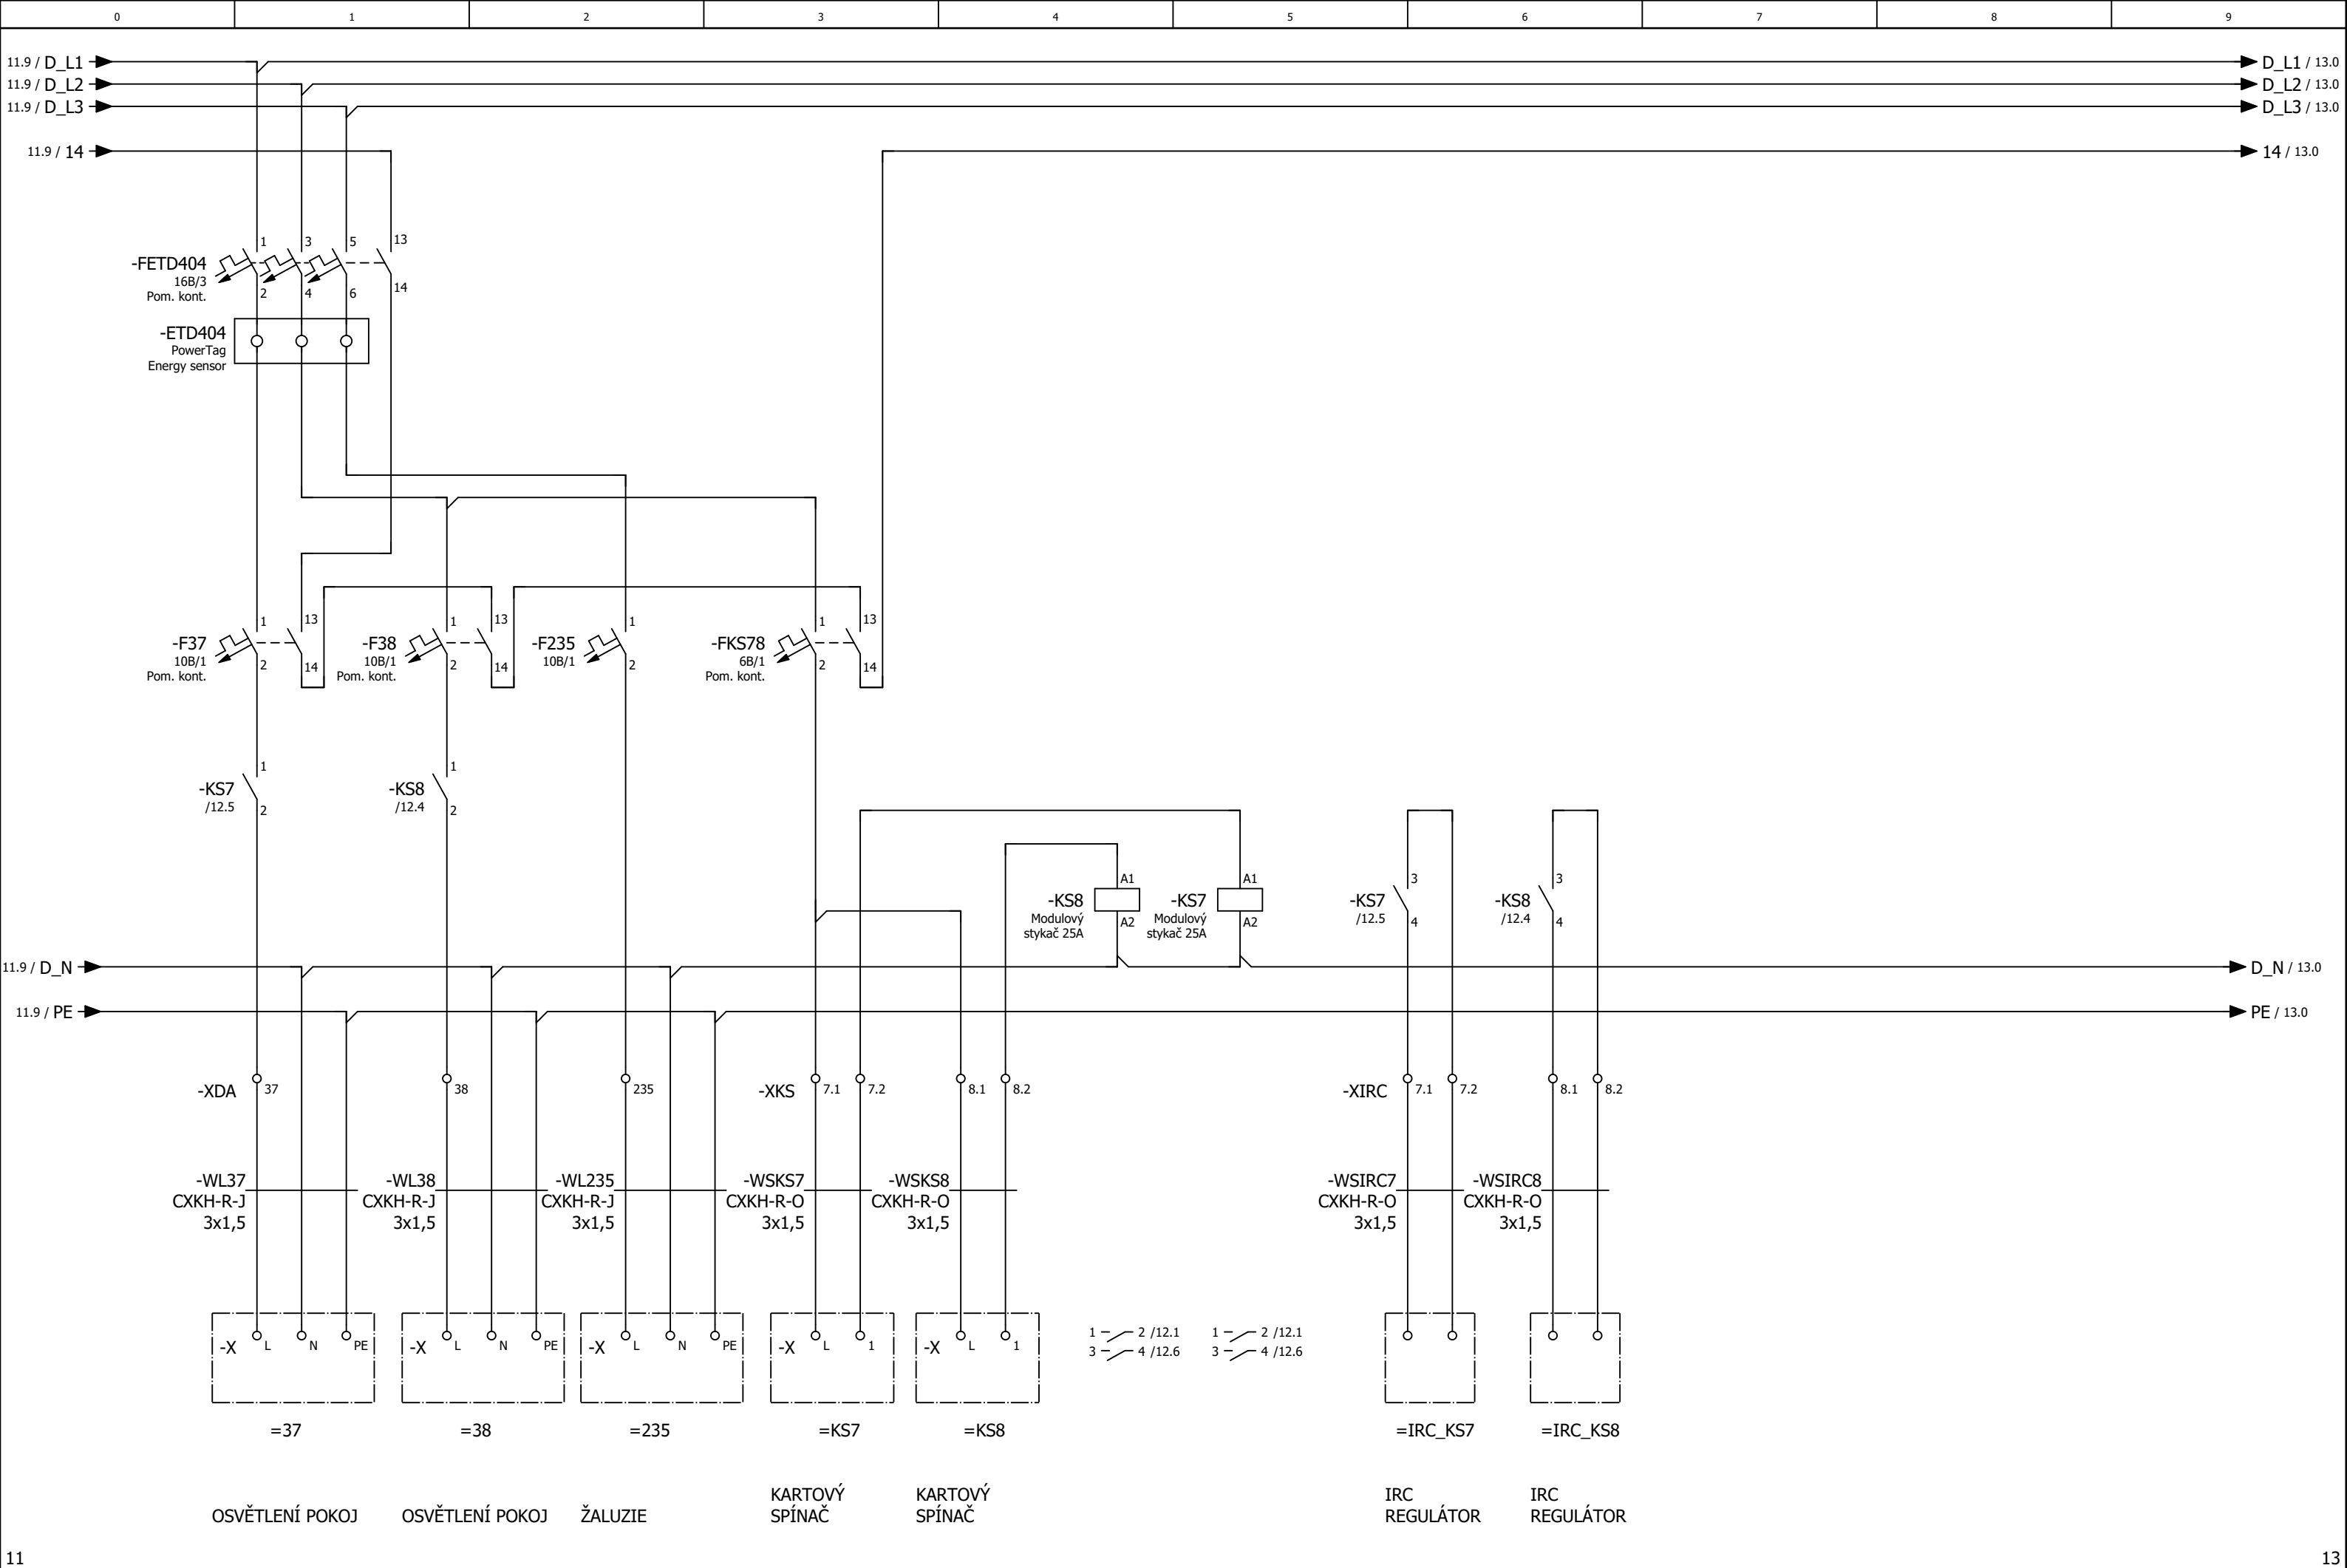 0 1 2 3 4 5 6 7 8 9
11.9 / D_L1 D_L1 / 13.0
11.9 / D_L2 D_L2 / 13.0
11.9 / D_L3 D_L3 / 13.0
11.9 / 14 14 / 13.0
1 3 5 13
-FETD404
16B/3
Pom. kont.
2 4 6 14
-ETD404
PowerTag
Energy sensor
1 13 1 13 1 1 13
-F37 -F38 -F235 -FKS78
10B/1 10B/1 10B/1 6B/1
Pom. kont. Pom. kont. Pom. kont.
2 14 2 14 2 2 14
1 1
-KS7 -KS8
/12.5 /12.4
2 2
A1 A1 3 3
-KS8 -KS7 -KS7 -KS8
Modulový Modulový /12.5 /12.4
stykač 25A stykač 25A
A2 A2 4 4
11.9 / D_N D_N / 13.0
11.9 / PE PE / 13.0
-XDA 37 38 235 -XKS 7.1 7.2 8.1 8.2 -XIRC 7.1 7.2 8.1 8.2
-WL37 -WL38 -WL235 -WSKS7 -WSKS8 -WSIRC7 -WSIRC8
CXKH-R-J CXKH-R-J CXKH-R-J CXKH-R-O CXKH-R-O CXKH-R-O CXKH-R-O
3x1,5 3x1,5 3x1,5 3x1,5 3x1,5 3x1,5 3x1,5
1 2 /12.1 1 2 /12.1
3 4 /12.6 3 4 /12.6
-X L N PE -X L N PE -X L N PE -X L 1 -X L 1
=37 =38 =235 =KS7 =KS8 =IRC_KS7 =IRC_KS8
KARTOVÝ KARTOVÝ IRC IRC
OSVĚTLENÍ POKOJ OSVĚTLENÍ POKOJ ŽALUZIE SPÍNAČ SPÍNAČ REGULÁTOR REGULÁTOR
11 13